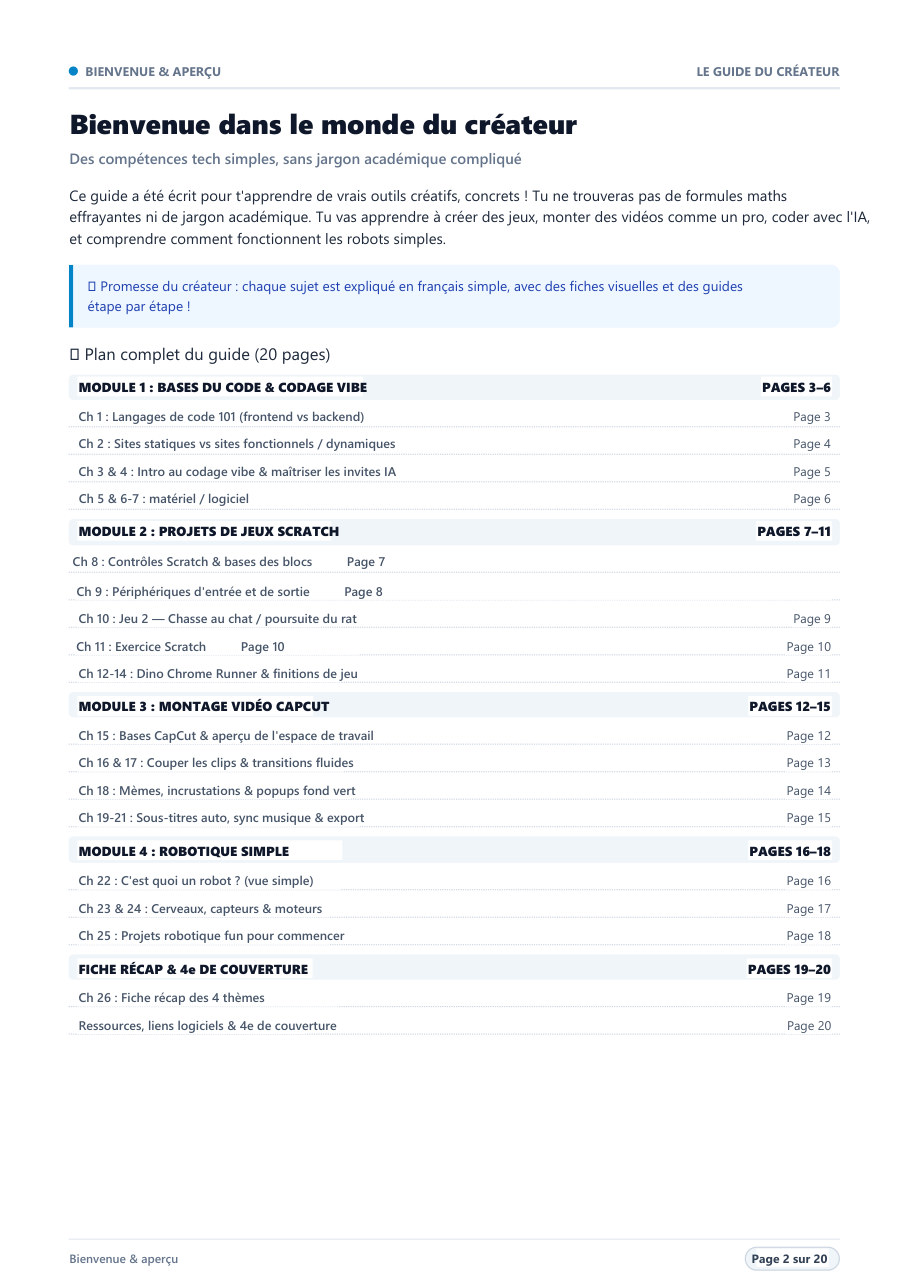 BIENVENUE & APERÇU LE GUIDE DU CRÉATEUR
Bienvenue dans le monde du créateur
Des compétences tech simples, sans jargon académique compliqué
Ce guide a été écrit pour t'apprendre de vrais outils créatifs, concrets ! Tu ne trouveras pas de formules maths
effrayantes ni de jargon académique. Tu vas apprendre à créer des jeux, monter des vidéos comme un pro, coder avec l'IA,
et comprendre comment fonctionnent les robots simples.
Promesse du créateur : chaque sujet est expliqué en français simple, avec des fiches visuelles et des guides
étape par étape !
Plan complet du guide (20 pages)
MODULE 1 : BASES DU CODE & CODAGE VIBE PAGES 3–6
Ch 1 : Langages de code 101 (frontend vs backend) Page 3
Ch 2 : Sites statiques vs sites fonctionnels / dynamiques Page 4
Ch 3 & 4 : Intro au codage vibe & maîtriser les invites IA Page 5
Ch 5 & 6-7 : matériel / logiciel Page 6
MODULE 2 : PROJETS DE JEUX SCRATCH PAGES 7–11
Ch 8 : Contrôles Scratch & bases des blocs Page 7
Ch 9 : Périphériques d'entrée et de sortie Page 8
Ch 10 : Jeu 2 — Chasse au chat / poursuite du rat Page 9
Ch 11 : Exercice Scratch Page 10 Page 10
Ch 12-14 : Dino Chrome Runner & finitions de jeu Page 11
MODULE 3 : MONTAGE VIDÉO CAPCUT PAGES 12–15
Ch 15 : Bases CapCut & aperçu de l'espace de travail Page 12
Ch 16 & 17 : Couper les clips & transitions fluides Page 13
Ch 18 : Mèmes, incrustations & popups fond vert Page 14
Ch 19-21 : Sous-titres auto, sync musique & export Page 15
MODULE 4 : ROBOTIQUE SIMPLE PAGES 16–18
Ch 22 : C'est quoi un robot ? (vue simple) Page 16
Ch 23 & 24 : Cerveaux, capteurs & moteurs Page 17
Ch 25 : Projets robotique fun pour commencer Page 18
FICHE RÉCAP & 4e DE COUVERTURE PAGES 19–20
Ch 26 : Fiche récap des 4 thèmes Page 19
Ressources, liens logiciels & 4e de couverture Page 20
Bienvenue & aperçu Page 2 sur 20